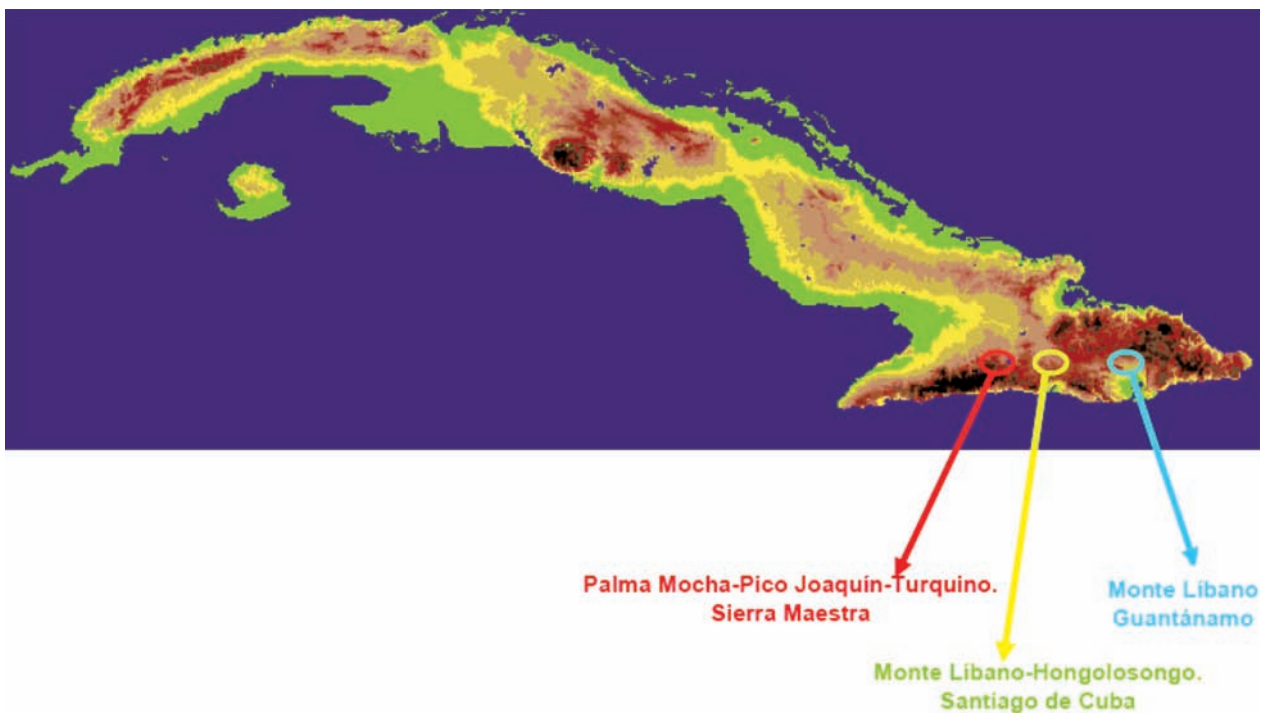 Palma Mocha-Pico Joaquín-Turquino.
Sierra Maestra
Monte Líbano
Guantánamo
Monte Líbano-Hongolosongo.
Santiago de Cuba